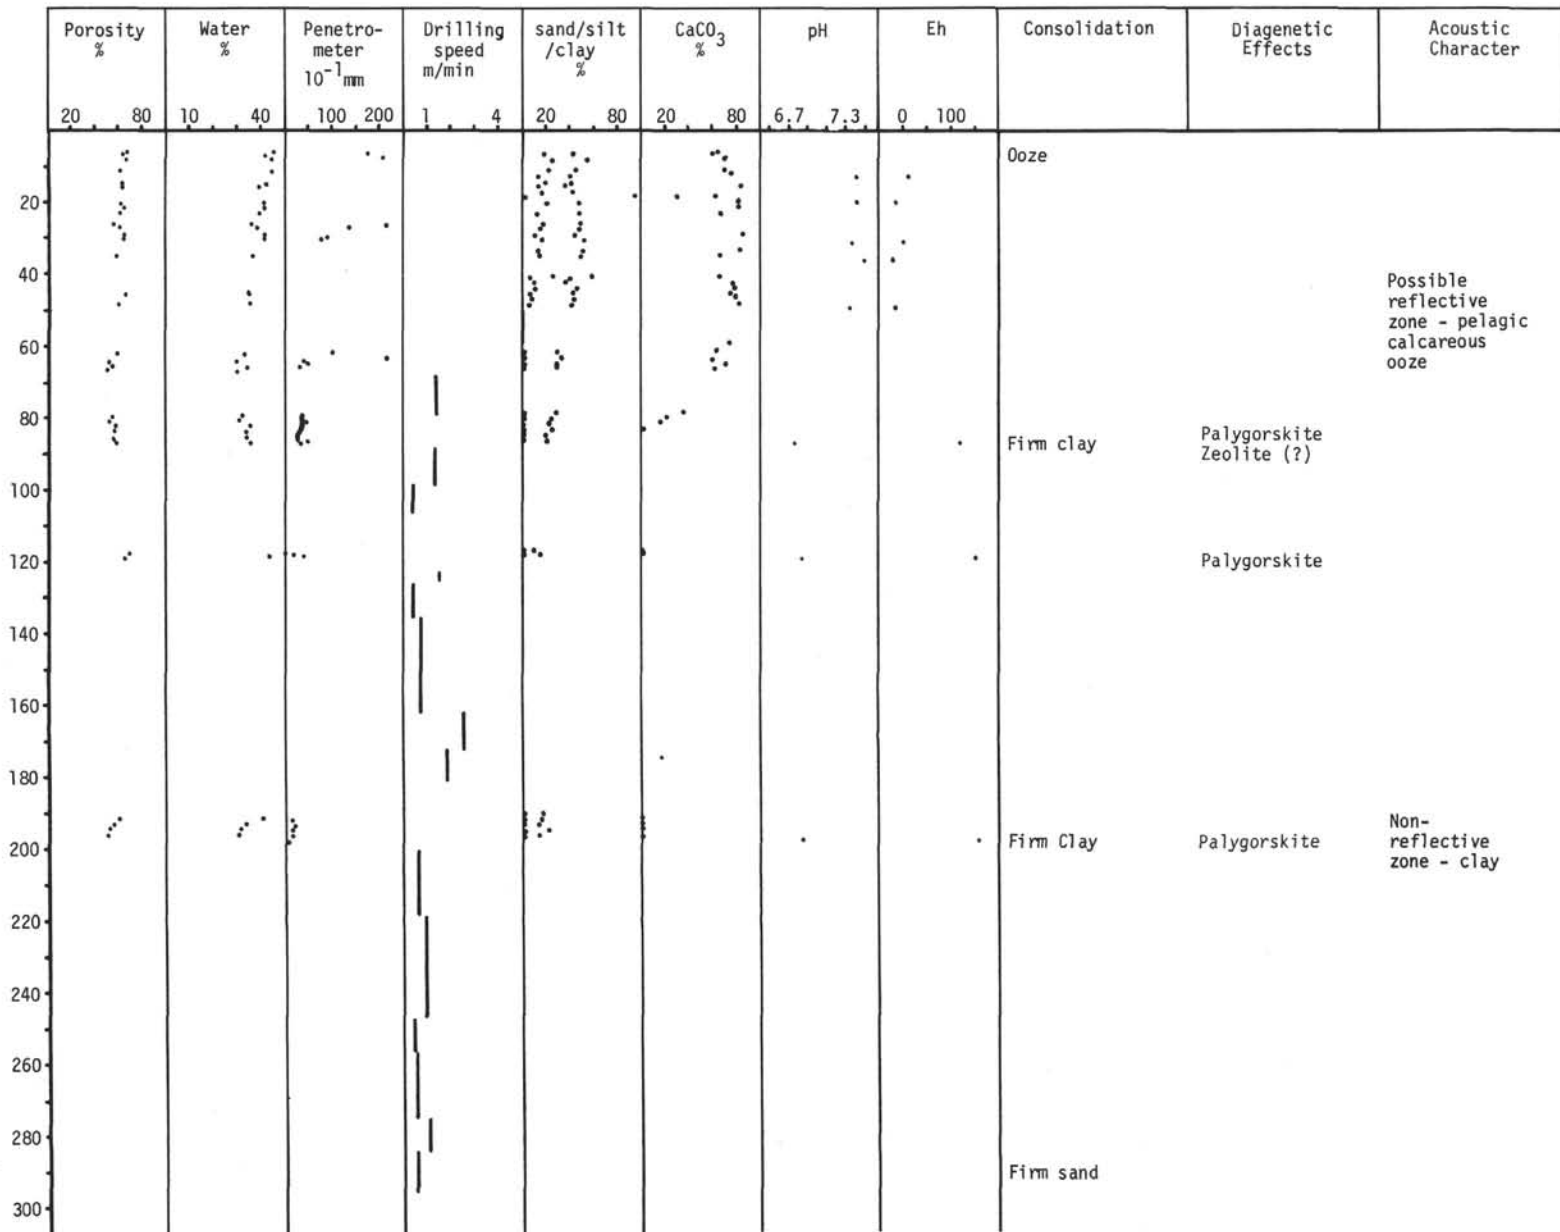 Porosity
%
20 80
Water
%
10 40
Penetro-
meter
10-1mm
100 200
Drilling
speed
m/min
1 4
sand/silt
/clay
%
20 80
CaCO3
%
20 80
pH
6.7 7.3
Eh
0 100
Consolidation
Diagenetic
Effects
Acoustic
Character
Ooze
20
40
Possible
reflective
zone - pelagic
calcareous
ooze
60
80
Firm clay
Palygorskite
Zeolite (?)
100
120
Palygorskite
140
160
180
Non-
reflective
zone - clay
200
Firm Clay
Palygorskite
220
240
260
280
Firm sand
300